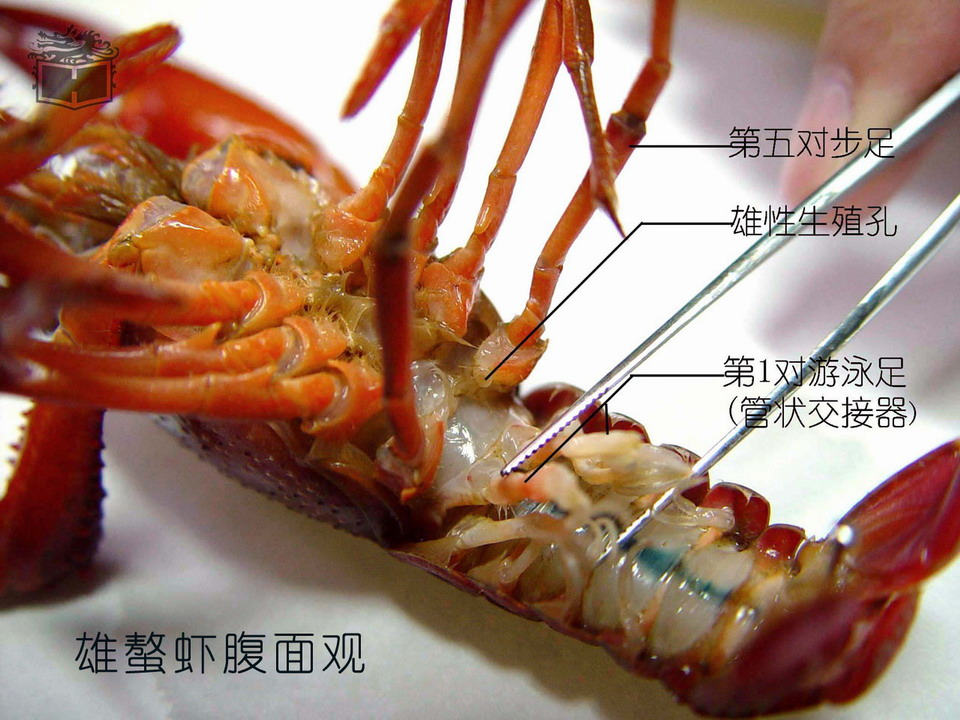 第五对步足
雄性生殖孔
第1对游泳足
(管状交接器)
雄螯虾腹面观